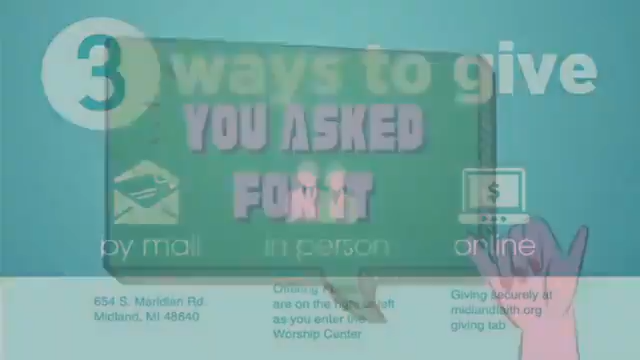 3 ways to give
YOU ASKED
FOR IT
by mail
in person
online
654 S. Meridian Rd.
Midland, MI 48640
Offering
are on the right left
as you enter the
Worship Center
Giving securely at
midlandfaith.org
giving tab
$